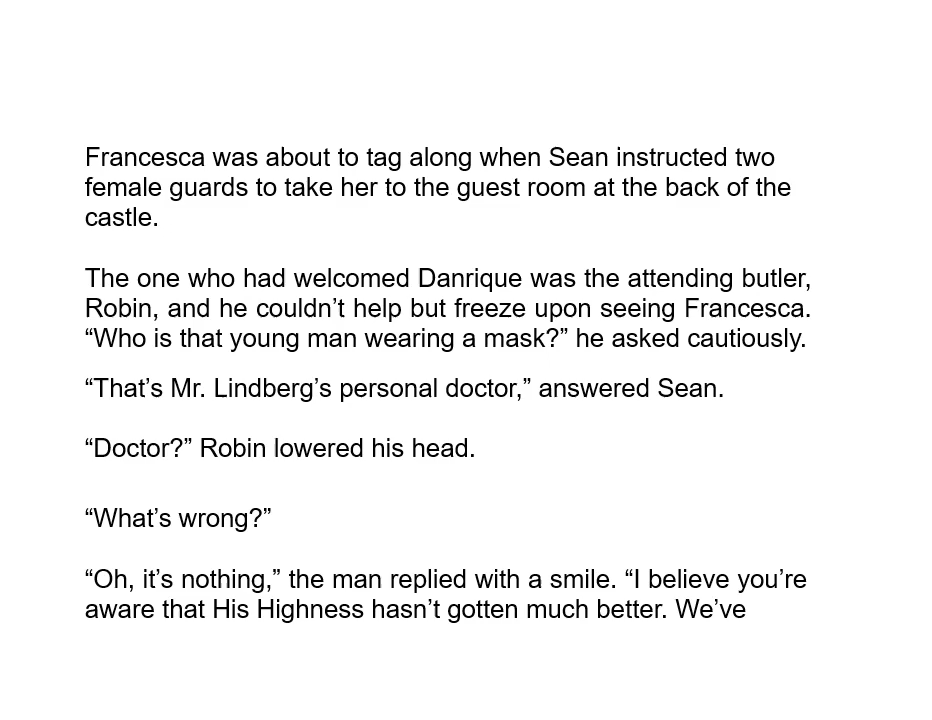 Francesca was about to tag along when Sean instructed two
female guards to take her to the guest room at the back of the
castle.
The one who had welcomed Danrique was the attending butler,
Robin, and he couldn’t help but freeze upon seeing Francesca.
“Who is that young man wearing a mask?” he asked cautiously.
“That’s Mr. Lindberg’s personal doctor,” answered Sean.
“Doctor?” Robin lowered his head.
“What’s wrong?”
“Oh, it’s nothing,” the man replied with a smile. “I believe you’re
aware that His Highness hasn’t gotten much better. We’ve